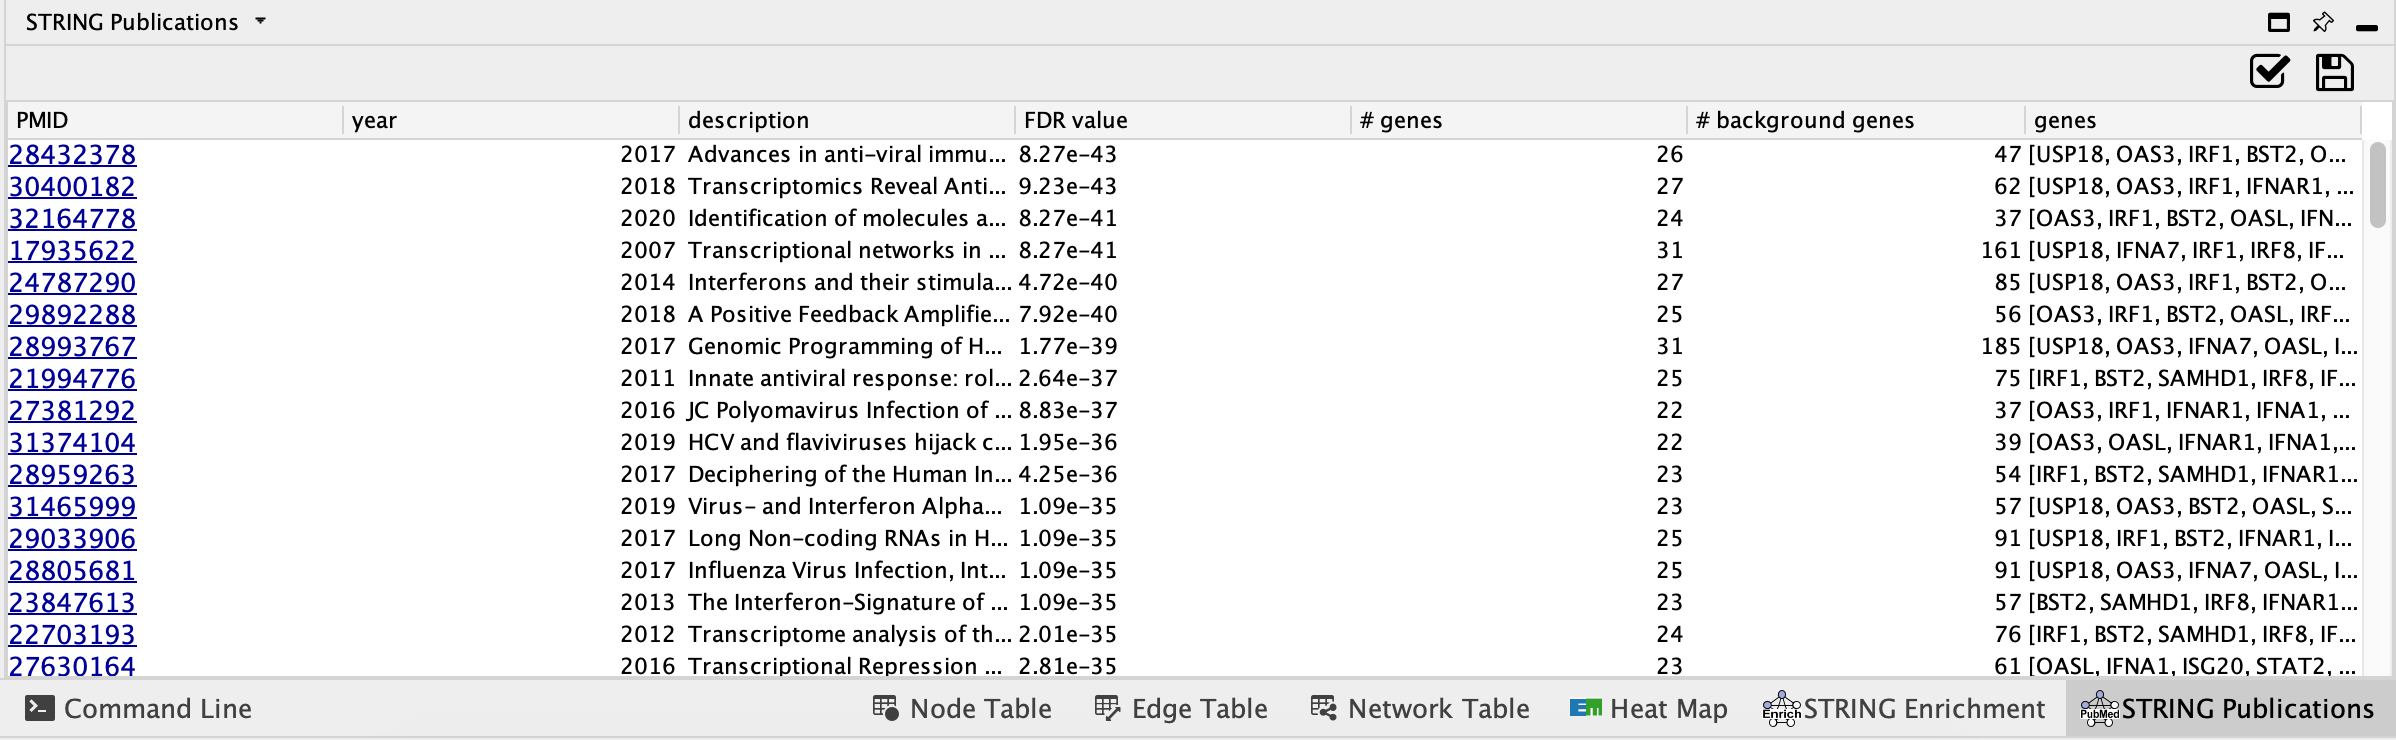 STRING Publications
PMID year description FDR value # genes # background genes genes
28432378 2017 Advances in anti-viral immu... 8.27e-43 26 47 [USP18, OAS3, IRF1, BST2, O...
30400182 2018 Transcriptomics Reveal Anti... 9.23e-43 27 62 [USP18, OAS3, IRF1, IFNAR1, ...
32164778 2020 Identification of molecules a... 8.27e-41 24 37 [OAS3, IRF1, BST2, OASL, IFN...
17935622 2007 Transcriptional networks in ... 8.27e-41 31 161 [USP18, IFNA7, IRF1, IRF8, IF...
24787290 2014 Interferons and their stimula... 4.72e-40 27 85 [USP18, OAS3, IRF1, BST2, O...
29892288 2018 A Positive Feedback Amplifie... 7.92e-40 25 56 [OAS3, IRF1, BST2, OASL, IRF...
28993767 2017 Genomic Programming of H... 1.77e-39 31 185 [USP18, OAS3, IFNA7, OASL, I...
21994776 2011 Innate antiviral response: rol... 2.64e-37 25 75 [IRF1, BST2, SAMHD1, IRF8, IF...
27381292 2016 JC Polyomavirus Infection of ... 8.83e-37 22 37 [OAS3, IRF1, IFNAR1, IFNA1, ...
31374104 2019 HCV and flaviviruses hijack c... 1.95e-36 22 39 [OAS3, OASL, IFNAR1, IFNA1,...
28959263 2017 Deciphering of the Human In... 4.25e-36 23 54 [IRF1, BST2, SAMHD1, IFNAR1...
31465999 2019 Virus- and Interferon Alpha... 1.09e-35 23 57 [USP18, OAS3, BST2, OASL, S...
29033906 2017 Long Non-coding RNAs in H... 1.09e-35 25 91 [USP18, IRF1, BST2, IFNAR1, I...
28805681 2017 Influenza Virus Infection, Int... 1.09e-35 25 91 [USP18, OAS3, IFNA7, OASL, I...
23847613 2013 The Interferon-Signature of ... 1.09e-35 23 57 [BST2, SAMHD1, IRF8, IFNAR1...
22703193 2012 Transcriptome analysis of th... 2.01e-35 24 76 [IRF1, BST2, SAMHD1, IRF8, IF...
27630164 2016 Transcriptional Repression ... 2.81e-35 23 61 [OASL, IFNA1, ISG20, STAT2, ...
>_ Command Line Node Table Edge Table Network Table Em Heat Map Enrich STRING Enrichment PubMed STRING Publications